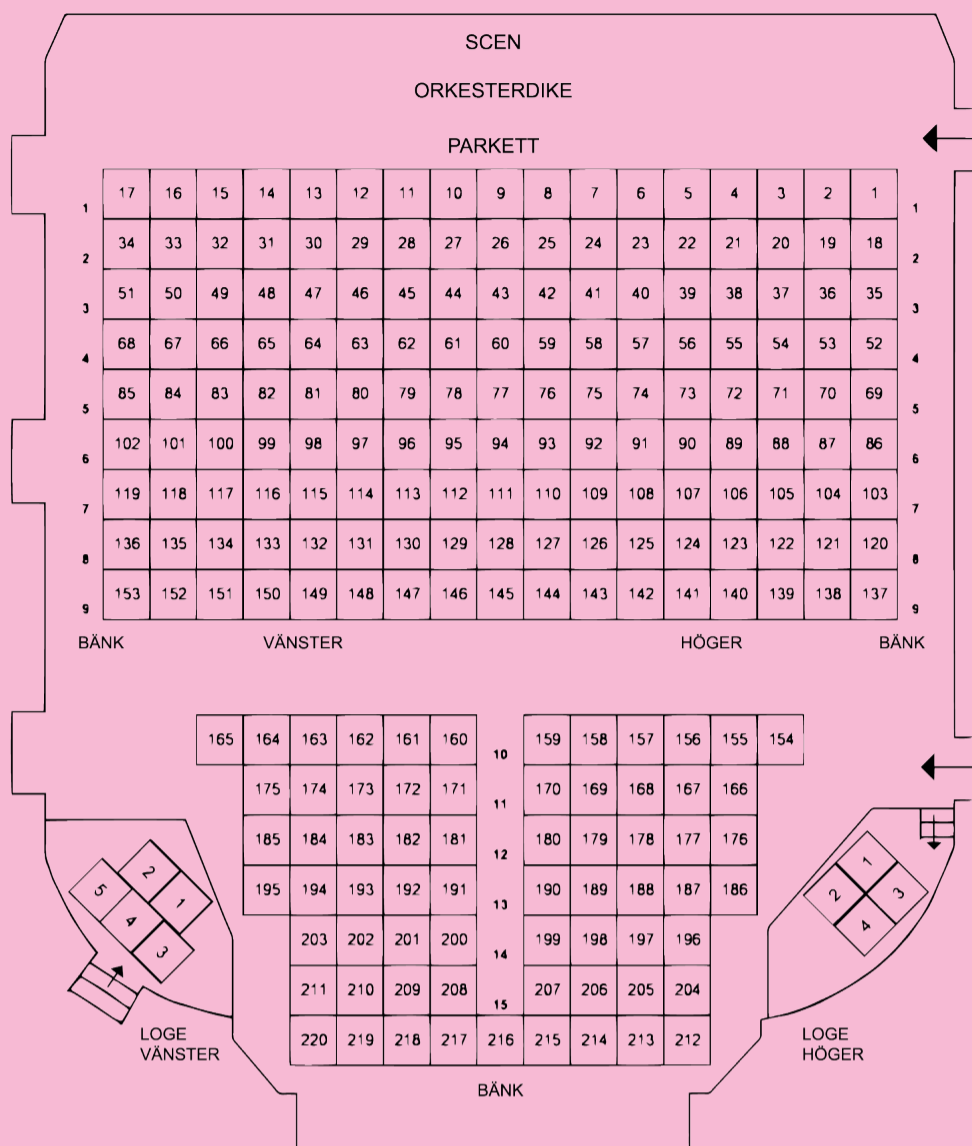 SCEN
ORKESTERDIKE
PARKETT
1 17 16 15 14 13 12 11 10 9 8 7 6 5 4 3 2 1 1
2 34 33 32 31 30 29 28 27 26 25 24 23 22 21 20 19 18 2
3 51 50 49 48 47 46 45 44 43 42 41 40 39 38 37 36 35 3
4 68 67 66 65 64 63 62 61 60 59 58 57 56 55 54 53 52 4
5 85 84 83 82 81 80 79 78 77 76 75 74 73 72 71 70 69 5
6 102 101 100 99 98 97 96 95 94 93 92 91 90 89 88 87 86 6
7 119 118 117 116 115 114 113 112 111 110 109 108 107 106 105 104 103 7
8 136 135 134 133 132 131 130 129 128 127 126 125 124 123 122 121 120 8
9 153 152 151 150 149 148 147 146 145 144 143 142 141 140 139 138 137 9
BÄNK VÄNSTER HÖGER BÄNK
165 164 163 162 161 160 10 159 158 157 156 155 154
175 174 173 172 171 11 170 169 168 167 166
185 184 183 182 181 12 180 179 178 177 176
195 194 193 192 191 13 190 189 188 187 186
203 202 201 200 14 199 198 197 196
211 210 209 208 15 207 206 205 204
220 219 218 217 216 215 214 213 212
BÄNK
2 1
5 4 3
LOGE
VÄNSTER
1 3
2 4
LOGE
HÖGER